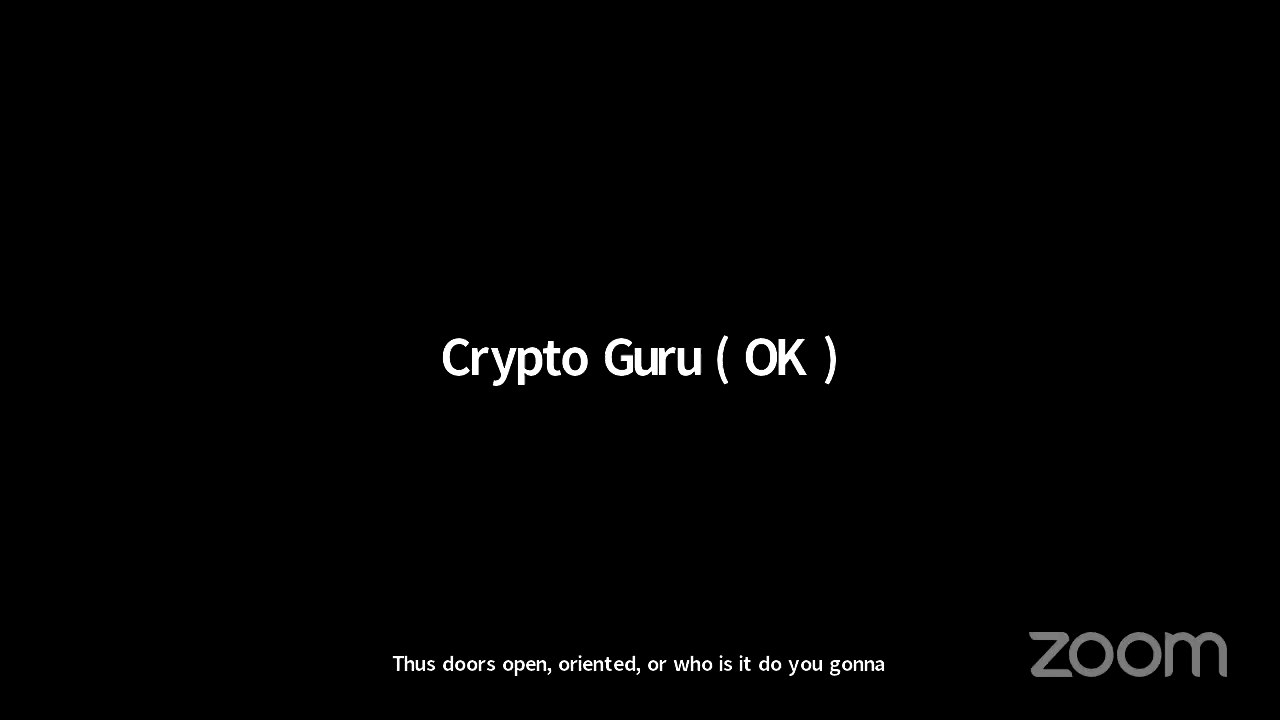 Crypto Guru ( OK )
Thus doors open, oriented, or who is it do you gonna
zoom